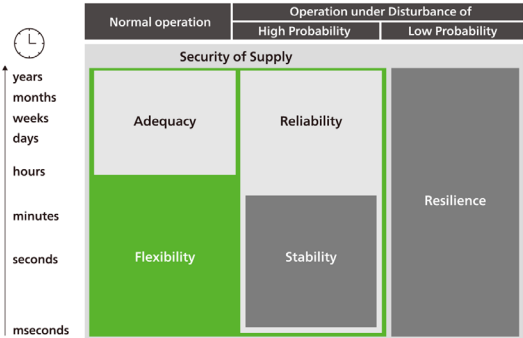 Normal operation
Operation under Disturbance of
High Probability
Low Probability
Security of Supply
years
months
weeks
days
hours
minutes
seconds
mseconds
Adequacy
Reliability
Resilience
Flexibility
Stability